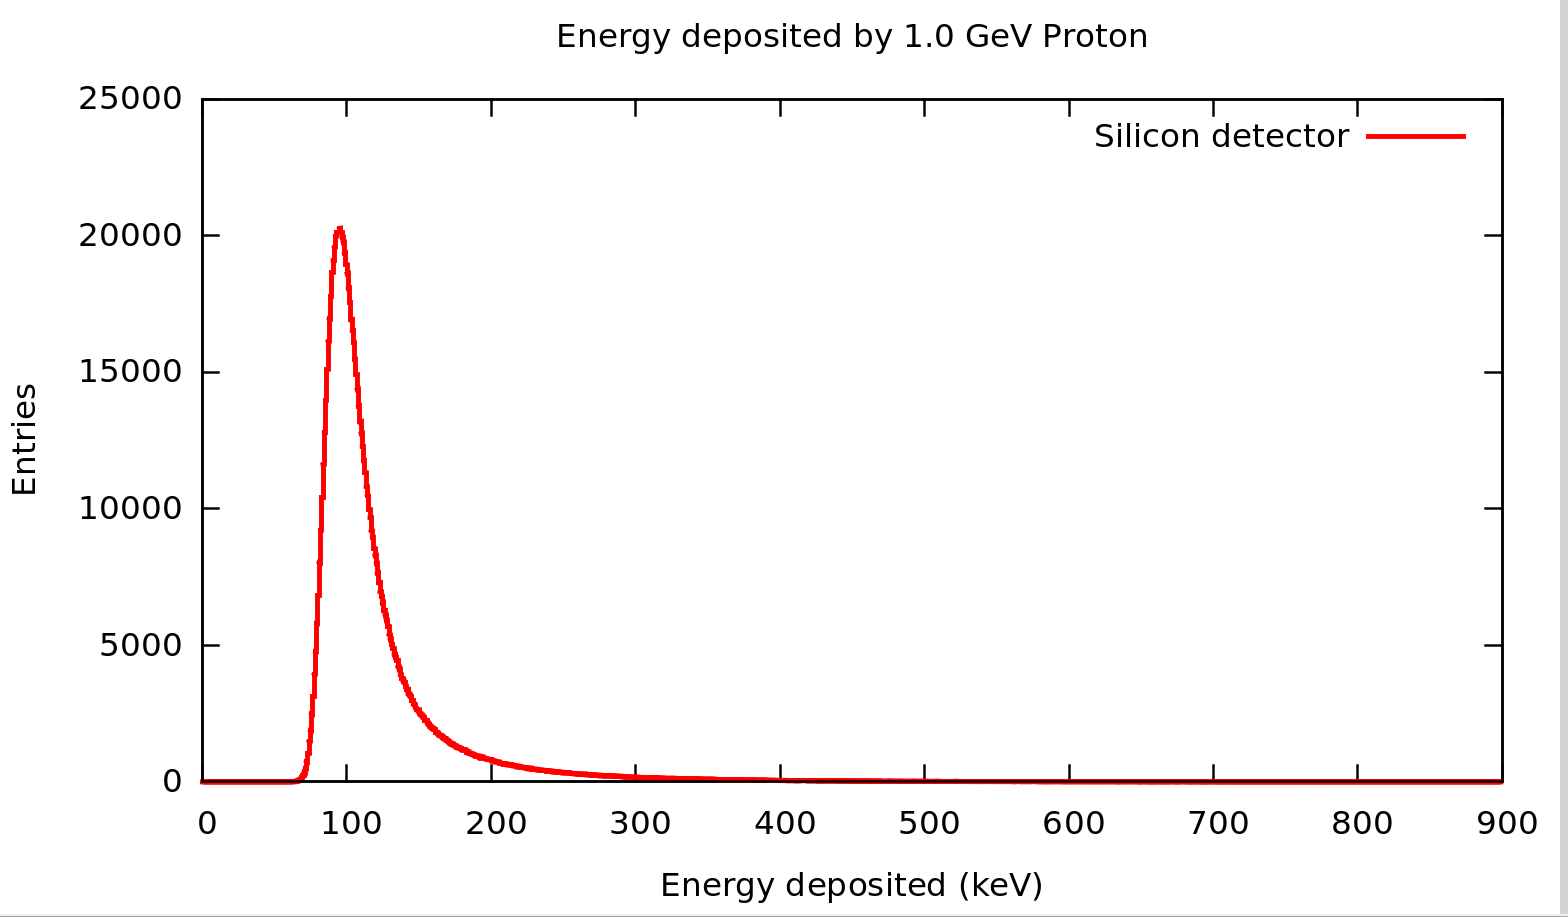 Energy deposited by 1.0 GeV Proton
Silicon detector
25000
20000
15000
10000
5000
0
Entries
0 100 200 300 400 500 600 700 800 900
Energy deposited (keV)